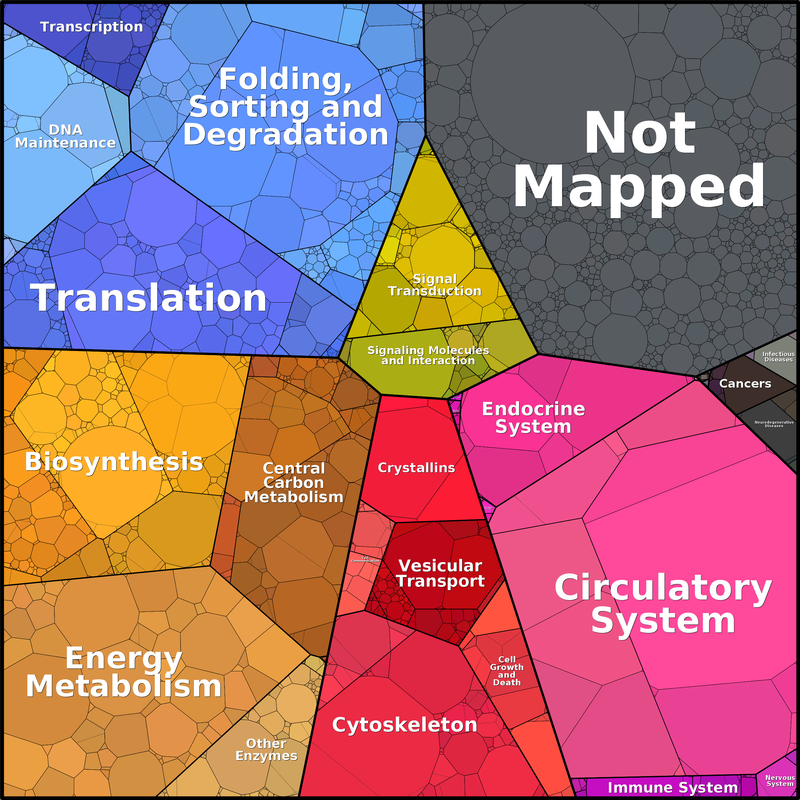 Transcription
Folding,
Sorting and
Degradation
Not
Mapped
DNA
Maintenance
Translation
Signal
Transduction
Signaling Molecules
and Interaction
Infectious
Diseases
Cancers
Neurodegenerative
Diseases
Endocrine
System
Biosynthesis
Central
Carbon
Metabolism
Crystallins
Vesicular
Transport
Circulatory
System
Energy
Metabolism
Cell
Growth
and
Death
Cytoskeleton
Other
Enzymes
Immune System
Nervous
System